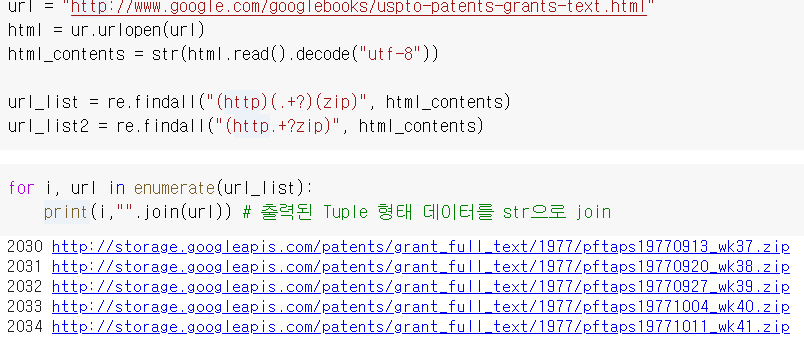 url = "http://www.google.com/googlebooks/uspto-patents-grants-text.html"
html = ur.urlopen(url)
html_contents = str(html.read().decode("utf-8"))
url_list = re.findall("(http)(.+?)(zip)", html_contents)
url_list2 = re.findall("(http.+?zip)", html_contents)
for i, url in enumerate(url_list):
    print(i,"".join(url)) # 출력된 Tuple 형태 데이터를 str으로 join
2030 http://storage.googleapis.com/patents/grant_full_text/1977/pftaps19770913_wk37.zip
2031 http://storage.googleapis.com/patents/grant_full_text/1977/pftaps19770920_wk38.zip
2032 http://storage.googleapis.com/patents/grant_full_text/1977/pftaps19770927_wk39.zip
2033 http://storage.googleapis.com/patents/grant_full_text/1977/pftaps19771004_wk40.zip
2034 http://storage.googleapis.com/patents/grant_full_text/1977/pftaps19771011_wk41.zip